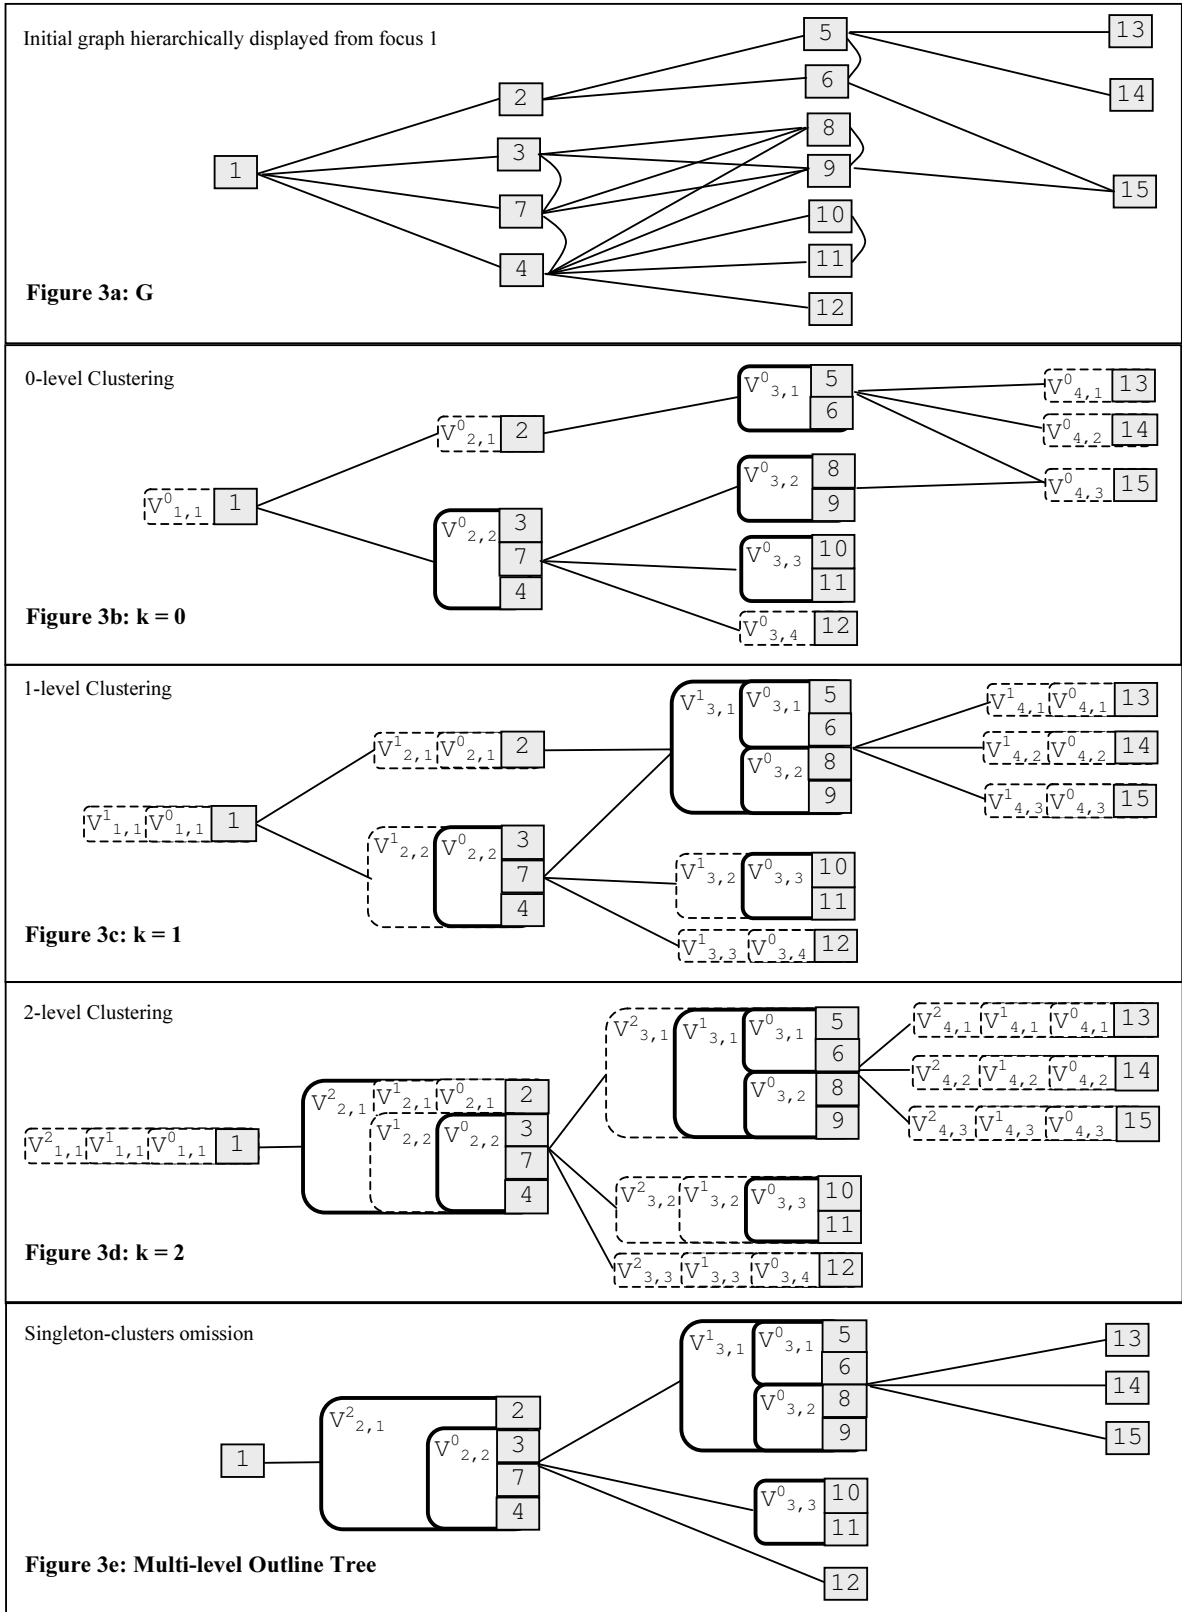 Initial graph hierarchically displayed from focus 1
5
13
6
14
2
8
3
1
9
15
7
10
4
11
12
Figure 3a: G
0-level Clustering
V⁰₃,₁ 5
6
V⁰₄,₁ 13
V⁰₂,₁ 2
V⁰₄,₂ 14
V⁰₃,₂ 8
9
V⁰₄,₃ 15
V⁰₁,₁ 1
V⁰₂,₂ 3
7
4
V⁰₃,₃ 10
11
V⁰₃,₄ 12
Figure 3b: k = 0
1-level Clustering
V¹₃,₁ V⁰₃,₁ 5
6
V⁰₃,₂ 8
9
V¹₄,₁ V⁰₄,₁ 13
V¹₂,₁ V⁰₂,₁ 2
V¹₄,₂ V⁰₄,₂ 14
V¹₄,₃ V⁰₄,₃ 15
V¹₁,₁ V⁰₁,₁ 1
V¹₂,₂ V⁰₂,₂ 3
7
4
V¹₃,₂ V⁰₃,₃ 10
11
V¹₃,₃ V⁰₃,₄ 12
Figure 3c: k = 1
2-level Clustering
V²₃,₁ V¹₃,₁ V⁰₃,₁ 5
6
V⁰₃,₂ 8
9
V²₄,₁ V¹₄,₁ V⁰₄,₁ 13
V²₄,₂ V¹₄,₂ V⁰₄,₂ 14
V²₄,₃ V¹₄,₃ V⁰₄,₃ 15
V²₂,₁ V¹₂,₁ V⁰₂,₁ 2
V¹₂,₂ V⁰₂,₂ 3
7
4
V²₁,₁ V¹₁,₁ V⁰₁,₁ 1
V²₃,₂ V¹₃,₂ V⁰₃,₃ 10
11
V²₃,₃ V¹₃,₃ V⁰₃,₄ 12
Figure 3d: k = 2
Singleton-clusters omission
V¹₃,₁ V⁰₃,₁ 5
6
V⁰₃,₂ 8
9
13
14
15
V²₂,₁ 2
V⁰₂,₂ 3
7
4
1
V⁰₃,₃ 10
11
12
Figure 3e: Multi-level Outline Tree